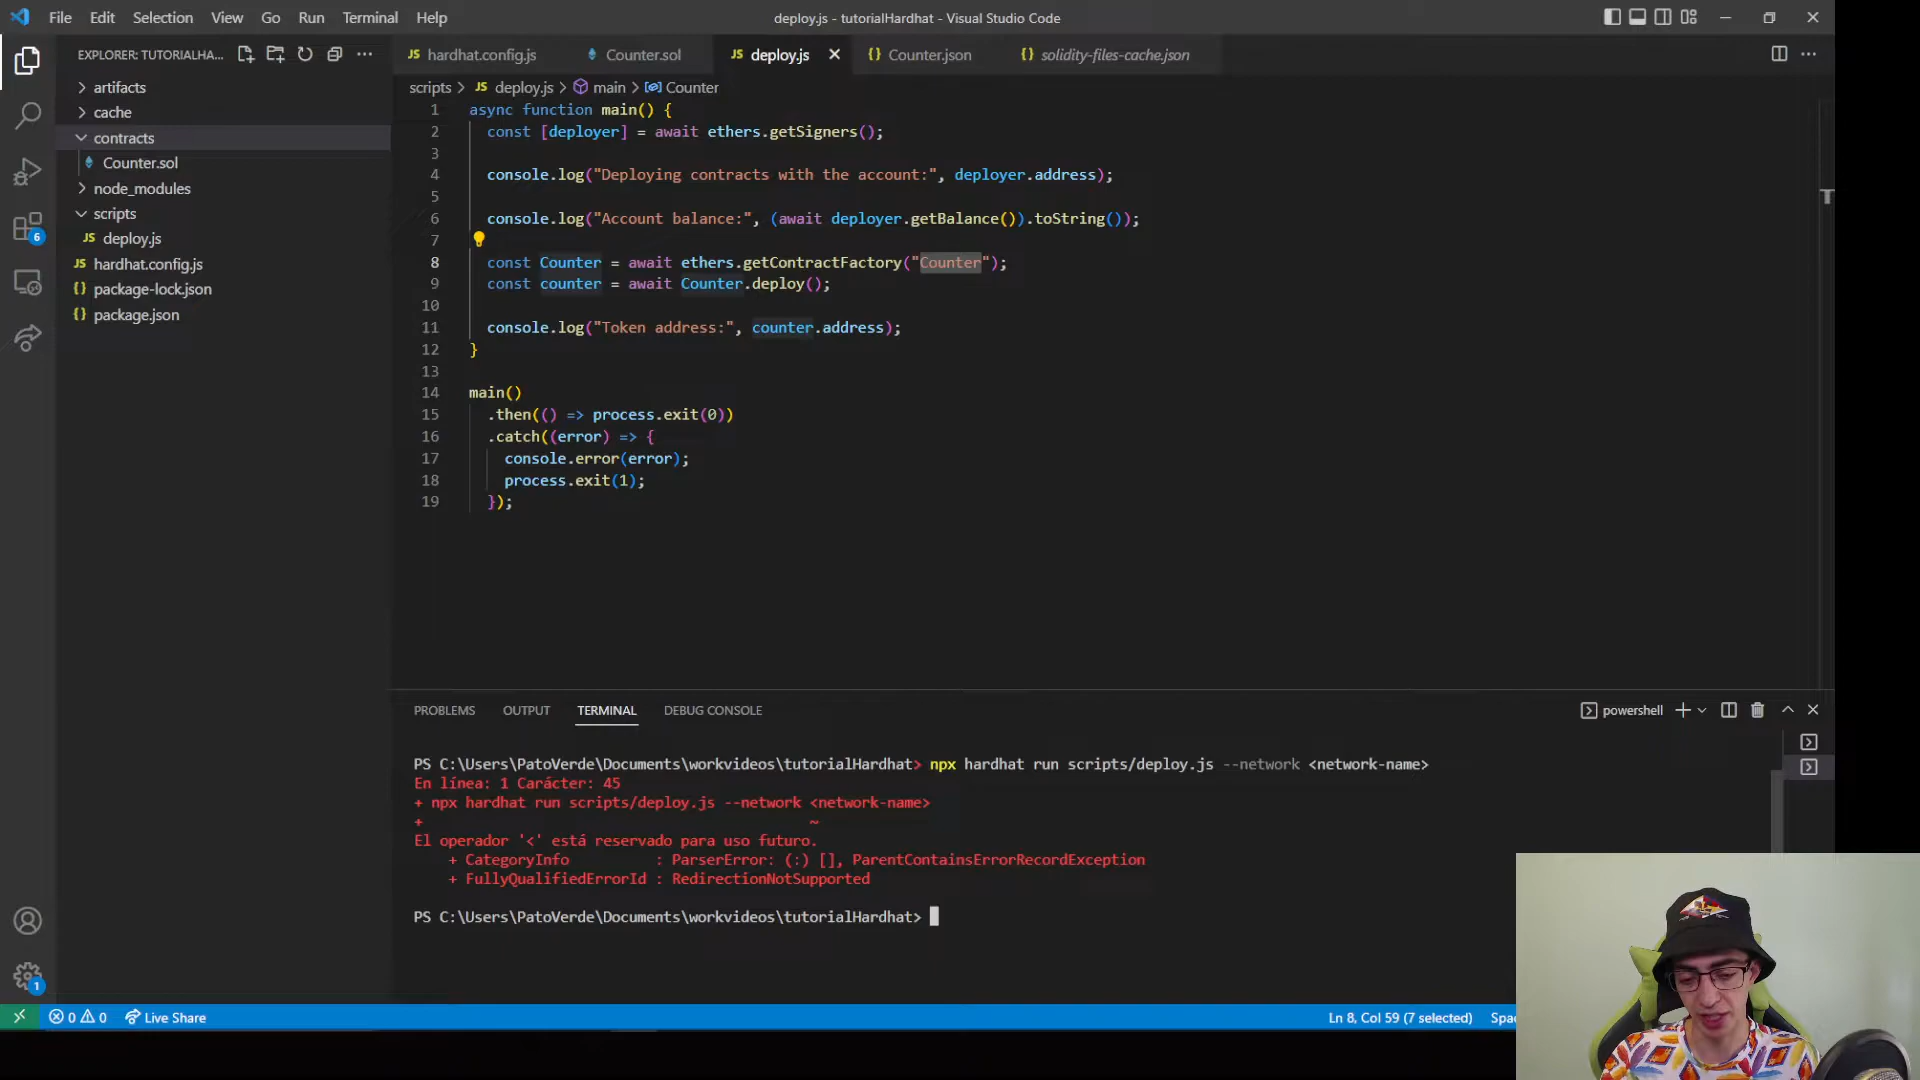 File Edit Selection View Go Run Terminal Help
deploy.js - tutorialHardhat - Visual Studio Code
EXPLORER: TUTORIALHA...
artifacts
cache
contracts
Counter.sol
node_modules
scripts
deploy.js
hardhat.config.js
package-lock.json
package.json
6
1
hardhat.config.js Counter.sol deploy.js Counter.json solidity-files-cache.json
scripts > deploy.js > main > Counter
1 async function main() {
2 const [deployer] = await ethers.getSigners();
3
4 console.log("Deploying contracts with the account:", deployer.address);
5
6 console.log("Account balance:", (await deployer.getBalance()).toString());
7
8 const Counter = await ethers.getContractFactory("Counter");
9 const counter = await Counter.deploy();
10
11 console.log("Token address:", counter.address);
12 }
13
14 main()
15 .then(() => process.exit(0))
16 .catch((error) => {
17 console.error(error);
18 process.exit(1);
19 });
PROBLEMS OUTPUT TERMINAL DEBUG CONSOLE
powershell
PS C:\Users\PatoVerde\Documents\workvideos\tutorialHardhat> npx hardhat run scripts/deploy.js --network <network-name>
En línea: 1 Carácter: 45
+ npx hardhat run scripts/deploy.js --network <network-name>
+ ~
El operador '<' está reservado para uso futuro.
+ CategoryInfo : ParserError: (:) [], ParentContainsErrorRecordException
+ FullyQualifiedErrorId : RedirectionNotSupported
PS C:\Users\PatoVerde\Documents\workvideos\tutorialHardhat>
0 0 Live Share
Ln 8, Col 59 (7 selected) Spa